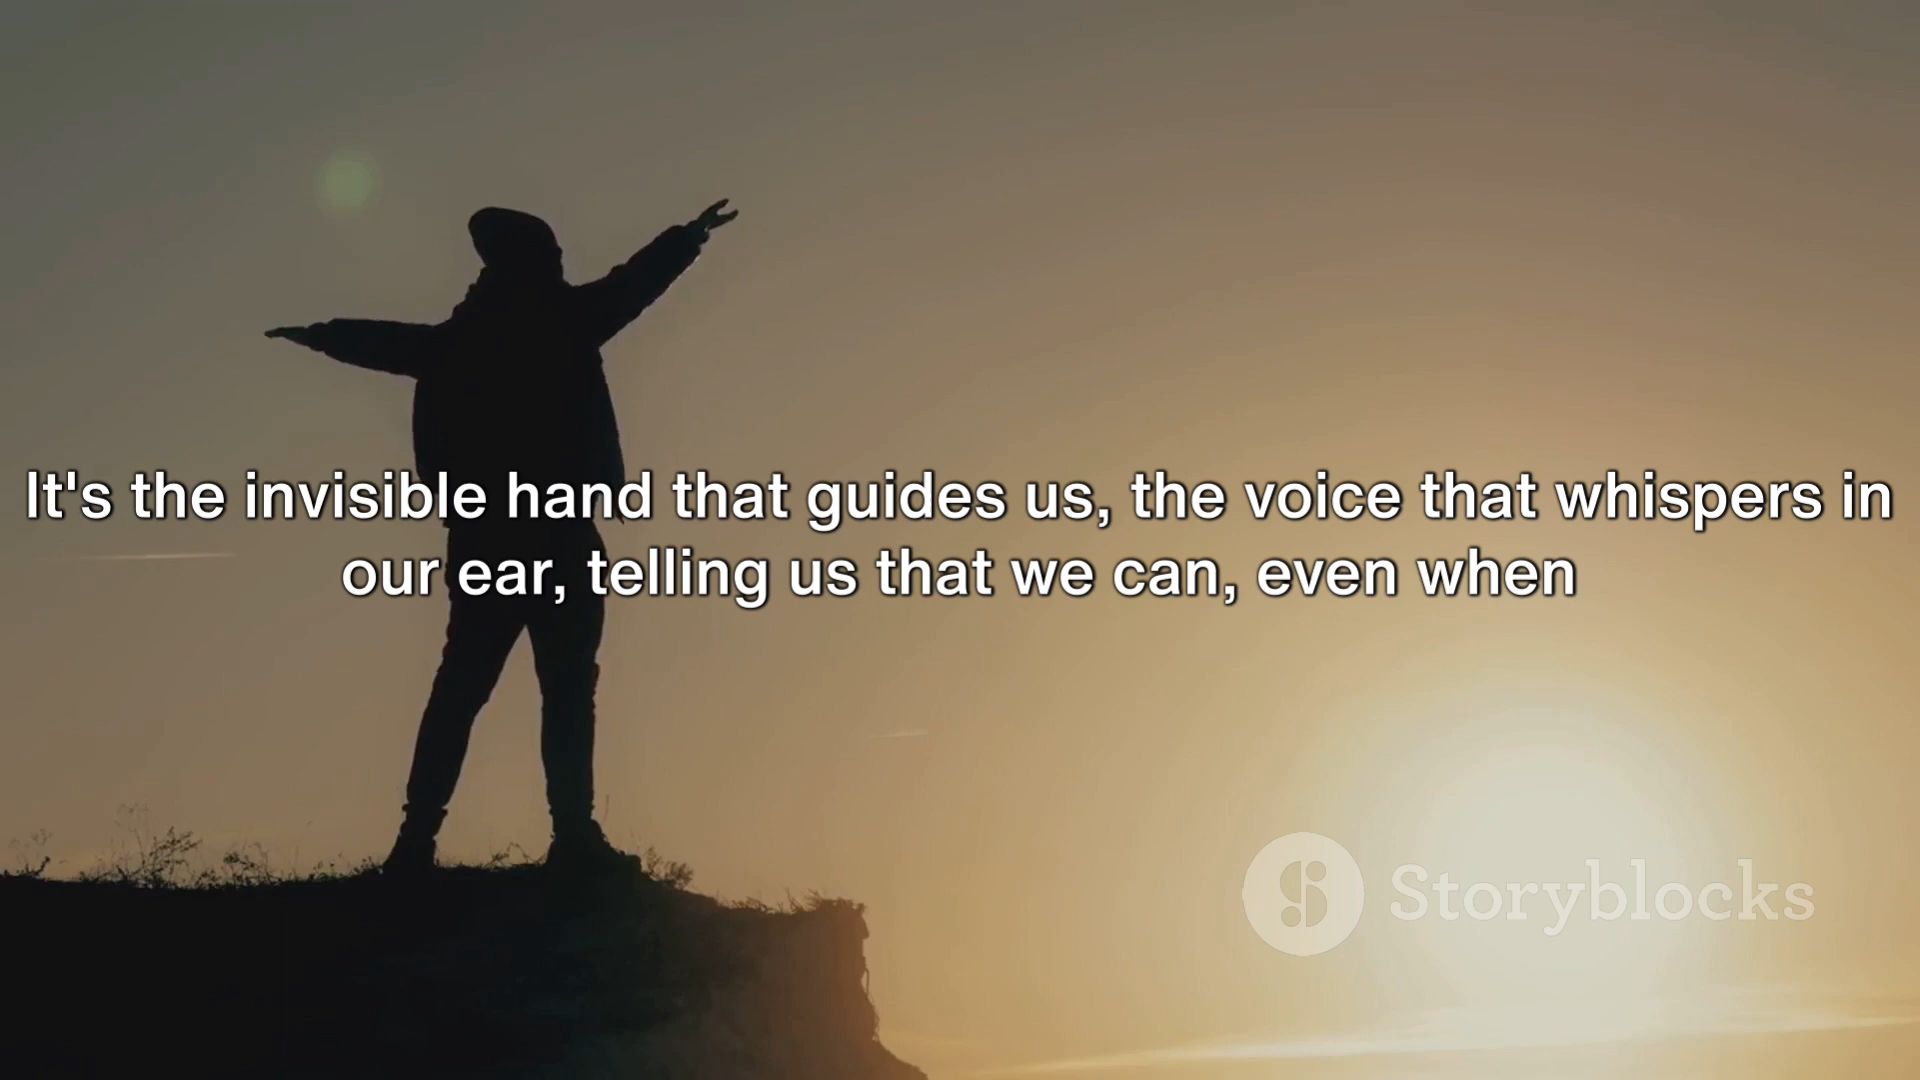 It's the invisible hand that guides us, the voice that whispers in
our ear, telling us that we can, even when
Storyblocks